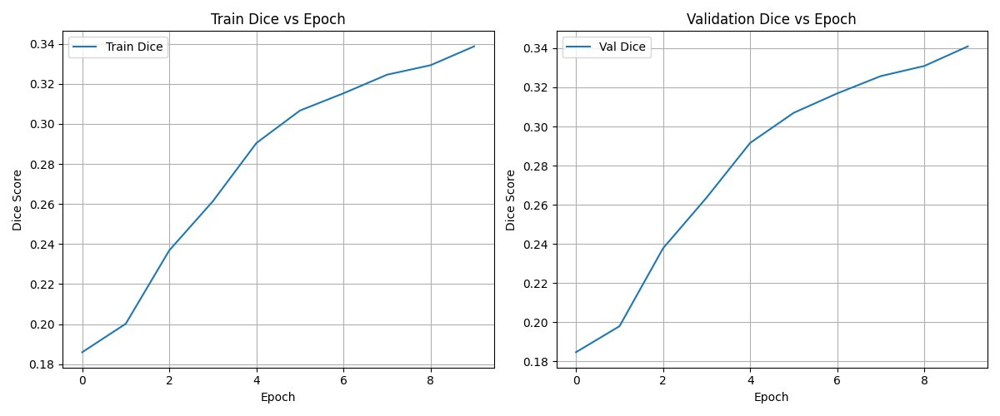 Train Dice vs Epoch
Train Dice
0.34
0.32
0.30
0.28
0.26
0.24
0.22
0.20
0.18
Dice Score
0 2 4 6 8
Epoch
Validation Dice vs Epoch
Val Dice
0.34
0.32
0.30
0.28
0.26
0.24
0.22
0.20
0.18
Dice Score
0 2 4 6 8
Epoch